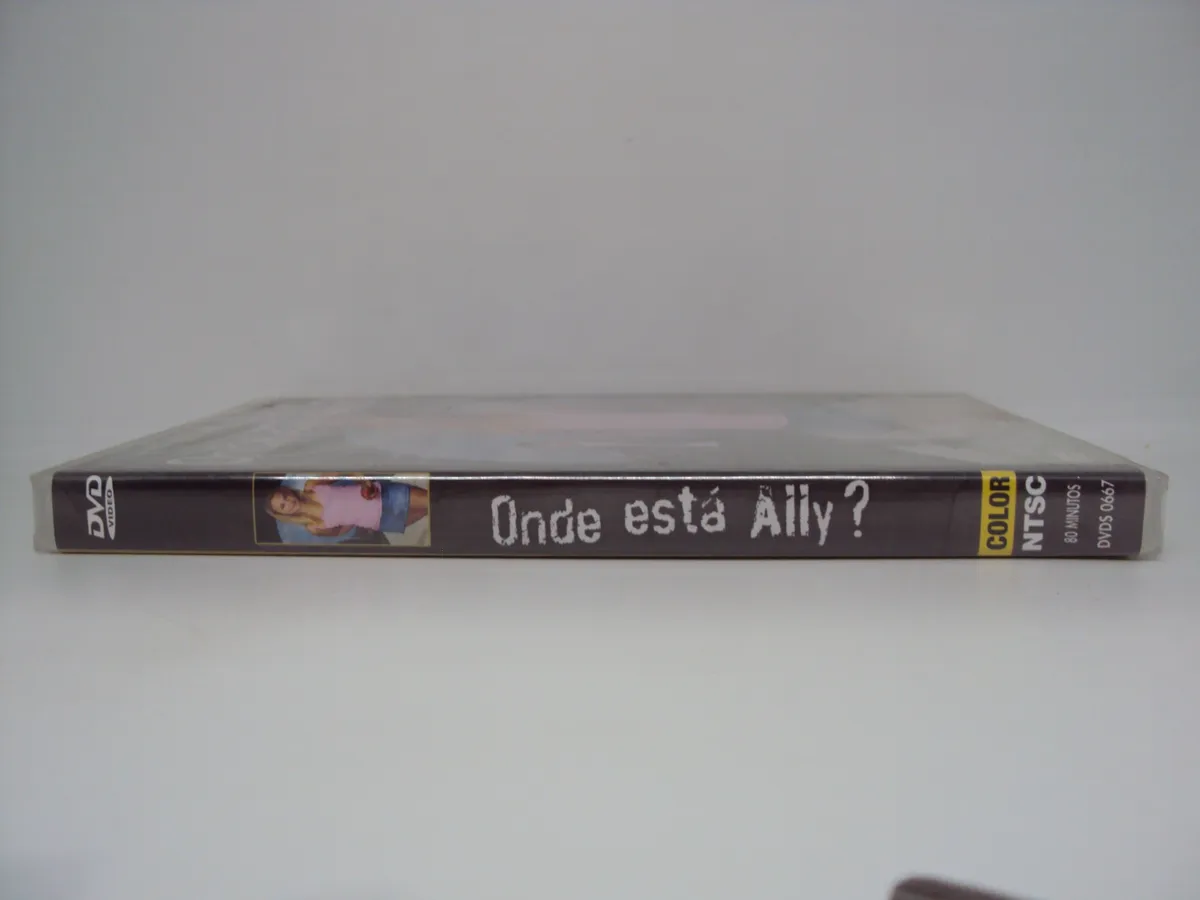 DVD
VIDEO
Onde está Ally?
COLOR
NTSC
80 MINUTOS
DVDS 0667